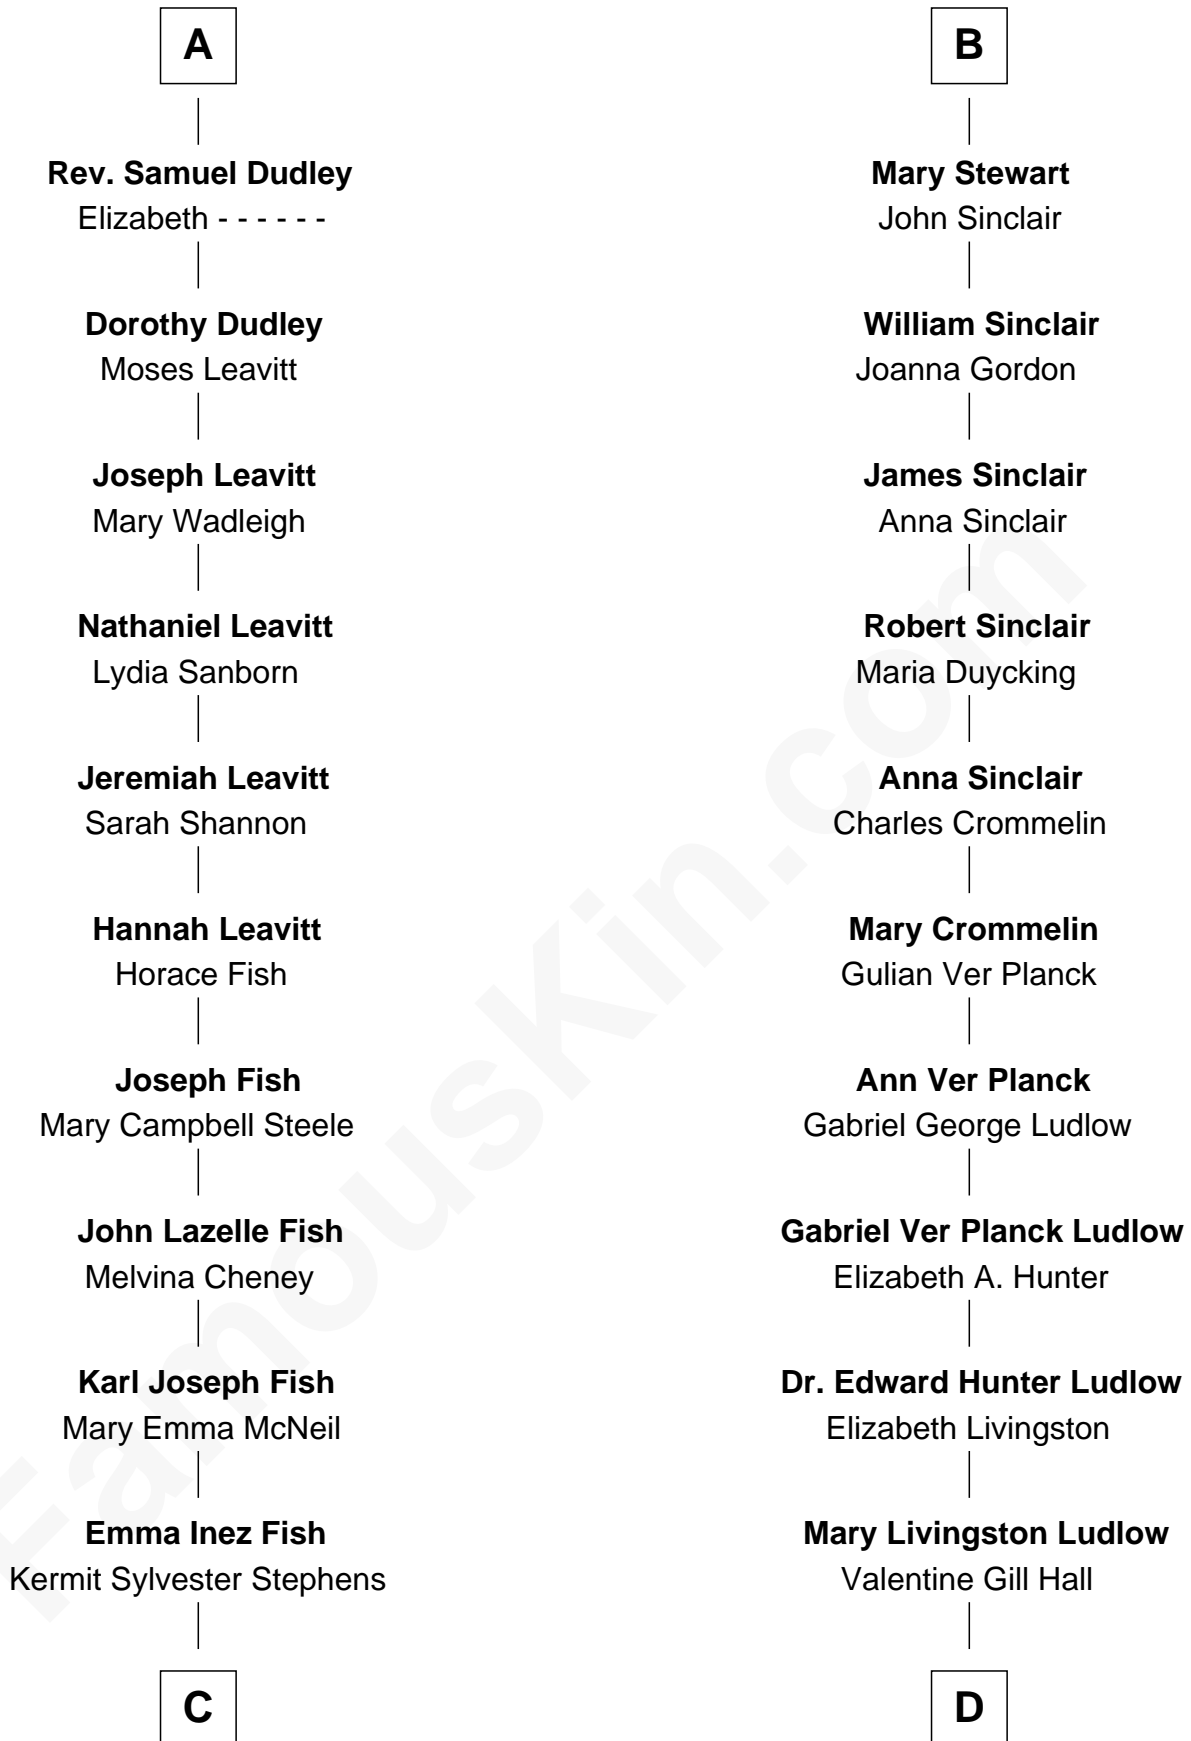 A
Rev. Samuel Dudley
Elizabeth - - - - - -
Dorothy Dudley
Moses Leavitt
Joseph Leavitt
Mary Wadleigh
Nathaniel Leavitt
Lydia Sanborn
Jeremiah Leavitt
Sarah Shannon
Hannah Leavitt
Horace Fish
Joseph Fish
Mary Campbell Steele
John Lazelle Fish
Melvina Cheney
Karl Joseph Fish
Mary Emma McNeil
Emma Inez Fish
Kermit Sylvester Stephens
C
B
Mary Stewart
John Sinclair
William Sinclair
Joanna Gordon
James Sinclair
Anna Sinclair
Robert Sinclair
Maria Duycking
Anna Sinclair
Charles Crommelin
Mary Crommelin
Gulian Ver Planck
Ann Ver Planck
Gabriel George Ludlow
Gabriel Ver Planck Ludlow
Elizabeth A. Hunter
Dr. Edward Hunter Ludlow
Elizabeth Livingston
Mary Livingston Ludlow
Valentine Gill Hall
D
FamousKin.com